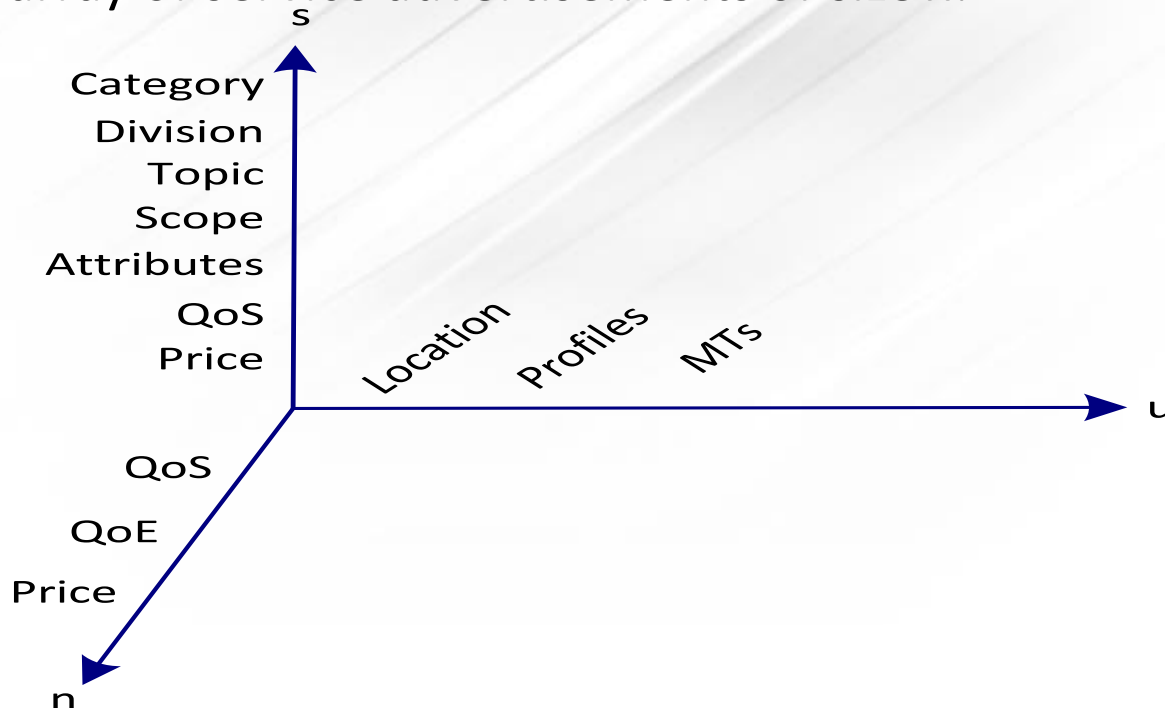 s
Category
Division
Topic
Scope
Attributes
QoS
Price
Location
Profiles
MTs
u
QoS
QoE
Price
n